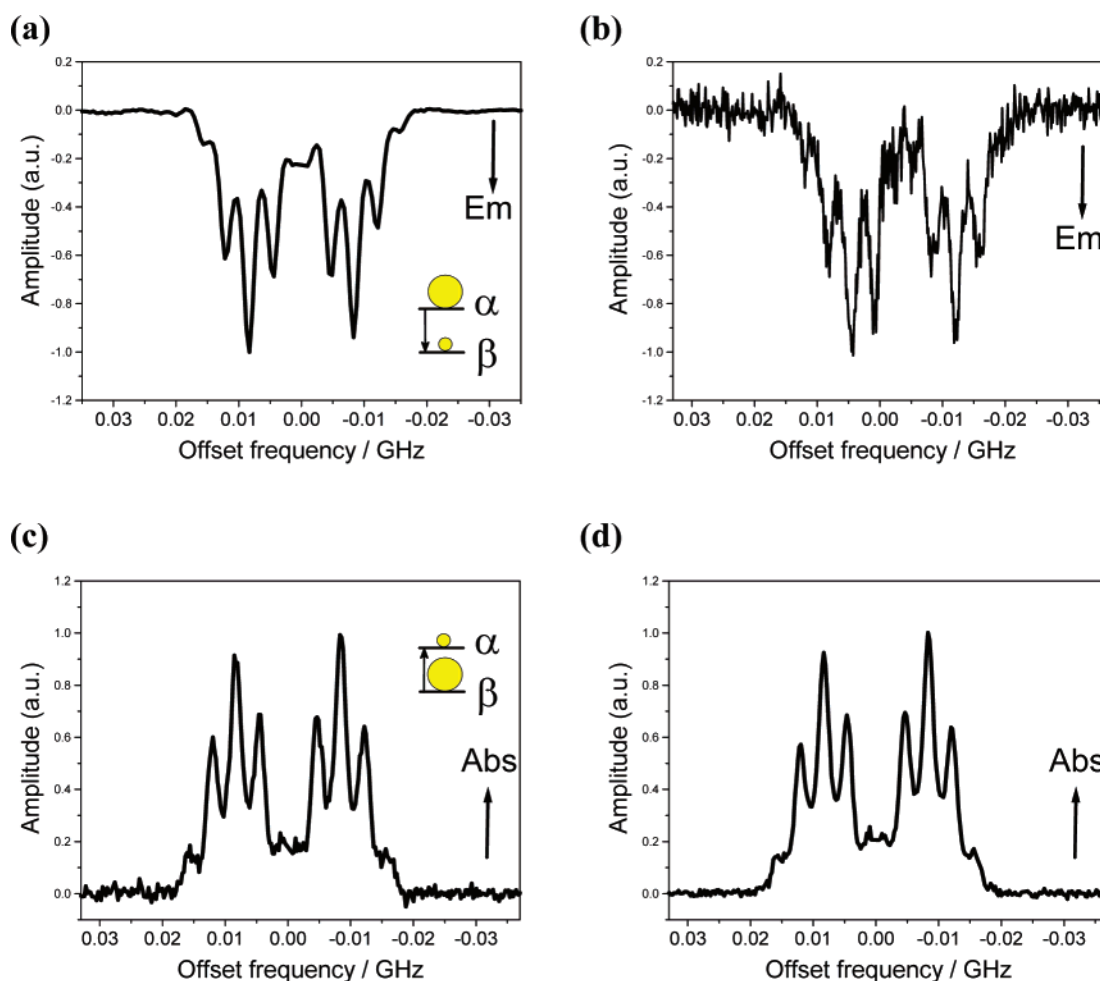 (a)
0.2
0.0
-0.2
-0.4
-0.6
-0.8
-1.0
-1.2
Amplitude (a.u.)
Em
α
β
0.03 0.02 0.01 0.00 -0.01 -0.02 -0.03
Offset frequency / GHz
(b)
0.2
0.0
-0.2
-0.4
-0.6
-0.8
-1.0
-1.2
Amplitude (a.u.)
Em
0.03 0.02 0.01 0.00 -0.01 -0.02 -0.03
Offset frequency / GHz
(c)
1.2
1.0
0.8
0.6
0.4
0.2
0.0
Amplitude (a.u.)
α
β
Abs
0.03 0.02 0.01 0.00 -0.01 -0.02 -0.03
Offset frequency / GHz
(d)
1.2
1.0
0.8
0.6
0.4
0.2
0.0
Amplitude (a.u.)
Abs
0.03 0.02 0.01 0.00 -0.01 -0.02 -0.03
Offset frequency / GHz